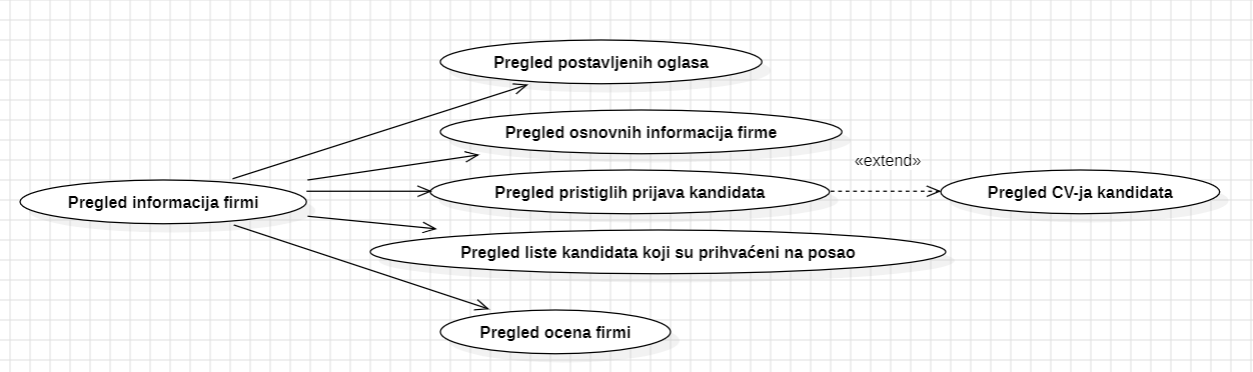 Pregled postavljenih oglasa
Pregled osnovnih informacija firme
«extend»
Pregled informacija firmi
Pregled pristiglih prijava kandidata
Pregled CV-ja kandidata
Pregled liste kandidata koji su prihvaćeni na posao
Pregled ocena firmi